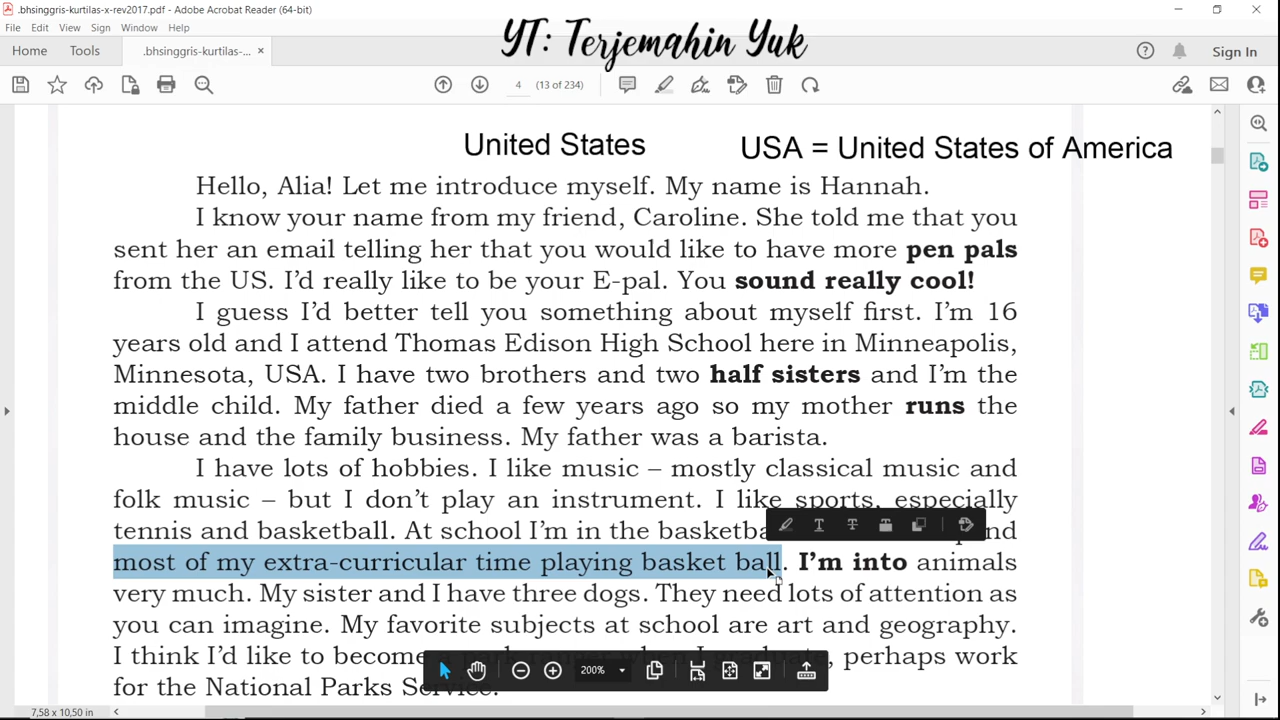 .bhsinggris-kurtilas-x-rev2017.pdf - Adobe Acrobat Reader (64-bit)
File Edit View Sign Window Help
YT: Terjemahin Yuk
Home Tools .bhsinggris-kurtilas-... × Sign In
4 (13 of 234)
United States USA = United States of America
Hello, Alia! Let me introduce myself. My name is Hannah.
I know your name from my friend, Caroline. She told me that you
sent her an email telling her that you would like to have more pen pals
from the US. I’d really like to be your E-pal. You sound really cool!
I guess I’d better tell you something about myself first. I’m 16
years old and I attend Thomas Edison High School here in Minneapolis,
Minnesota, USA. I have two brothers and two half sisters and I’m the
middle child. My father died a few years ago so my mother runs the
house and the family business. My father was a barista.
I have lots of hobbies. I like music – mostly classical music and
folk music – but I don’t play an instrument. I like sports, especially
tennis and basketball. At school I’m in the
most of my extra-curricular time playing basket ball. I’m into animals
very much. My sister and I have three dogs. They need lots of attention as
you can imagine. My favorite subjects at school are art and geography.
I think I’d like to become a park ranger when I graduate, perhaps work
for the National Parks Service.
200%
7,58 x 10,50 in